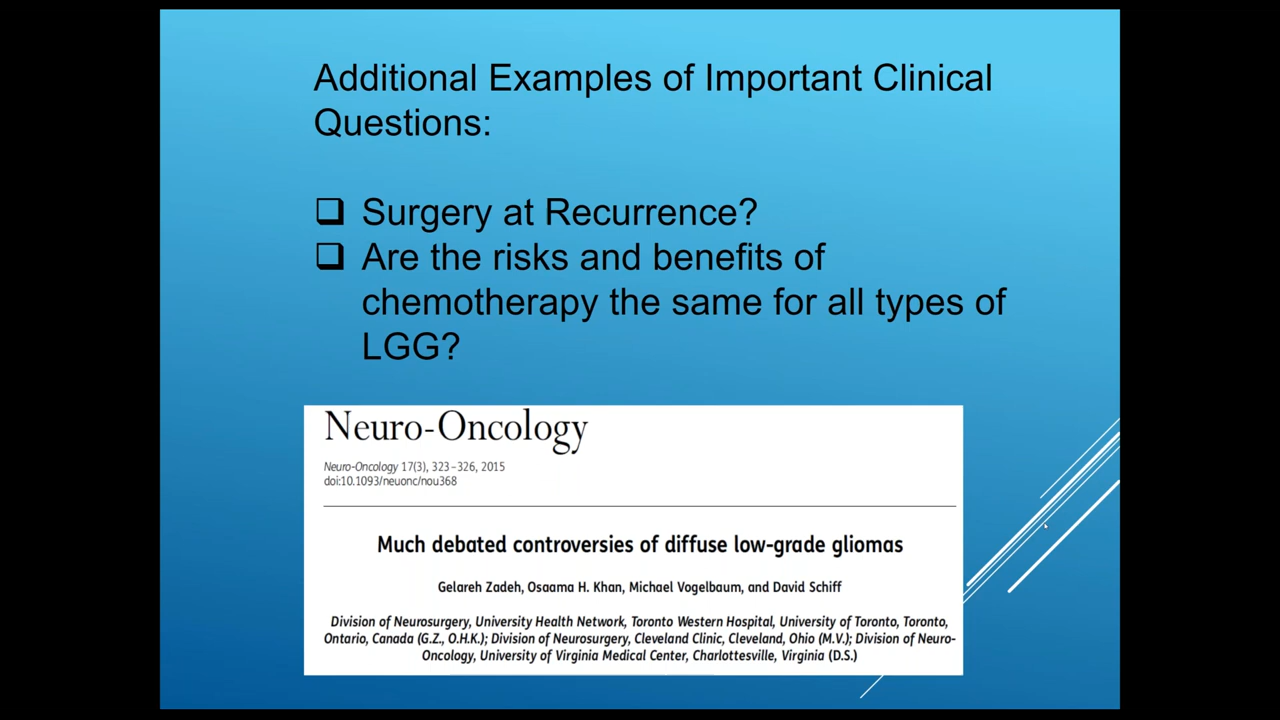 Additional Examples of Important Clinical
Questions:
❑ Surgery at Recurrence?
❑ Are the risks and benefits of
chemotherapy the same for all types of
LGG?
Neuro-Oncology
Neuro-Oncology 17(3), 323–326, 2015
doi:10.1093/neuonc/nou368
Much debated controversies of diffuse low-grade gliomas
Gelareh Zadeh, Osaama H. Khan, Michael Vogelbaum, and David Schiff
Division of Neurosurgery, University Health Network, Toronto Western Hospital, University of Toronto, Toronto,
Ontario, Canada (G.Z., O.H.K.); Division of Neurosurgery, Cleveland Clinic, Cleveland, Ohio (M.V.); Division of Neuro-
Oncology, University of Virginia Medical Center, Charlottesville, Virginia (D.S.)